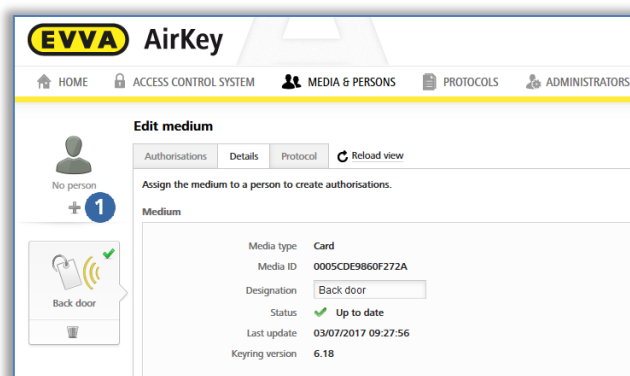 EVVA AirKey
HOME ACCESS CONTROL SYSTEM MEDIA & PERSONS PROTOCOLS ADMINISTRATORS
Edit medium
Authorisations Details Protocol Reload view
No person
1
Assign the medium to a person to create authorisations.
Medium
Back door
Media type Card
Media ID 0005CDE9860F272A
Designation Back door
Status Up to date
Last update 03/07/2017 09:27:56
Keyring version 6.18